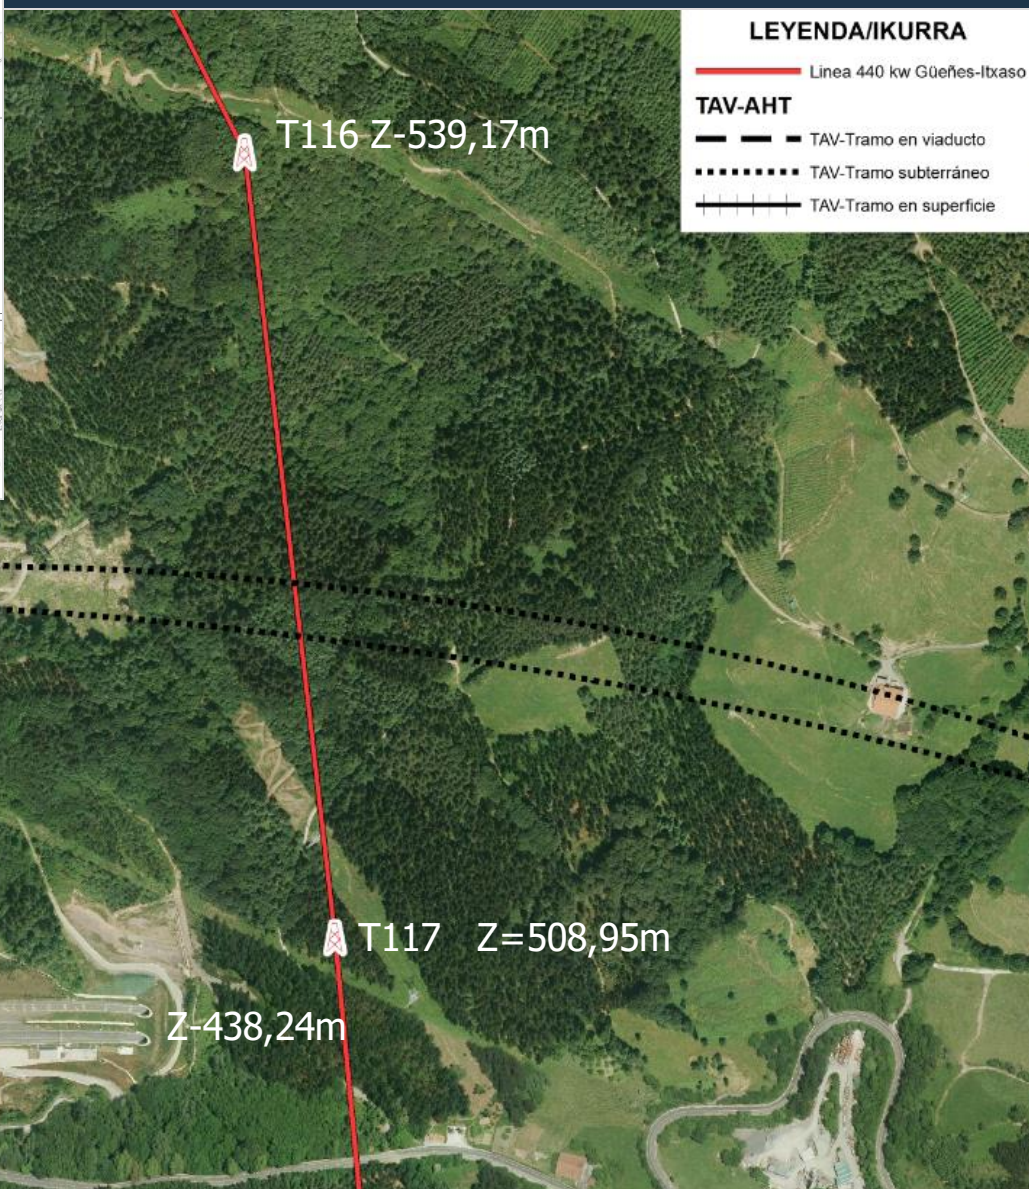 LEYENDA/IKURRA
Linea 440 kw Güeñes-Itxaso
TAV-AHT
TAV-Tramo en viaducto
TAV-Tramo subterráneo
TAV-Tramo en superficie
T116 Z-539,17m
T117 Z=508,95m
Z-438,24m